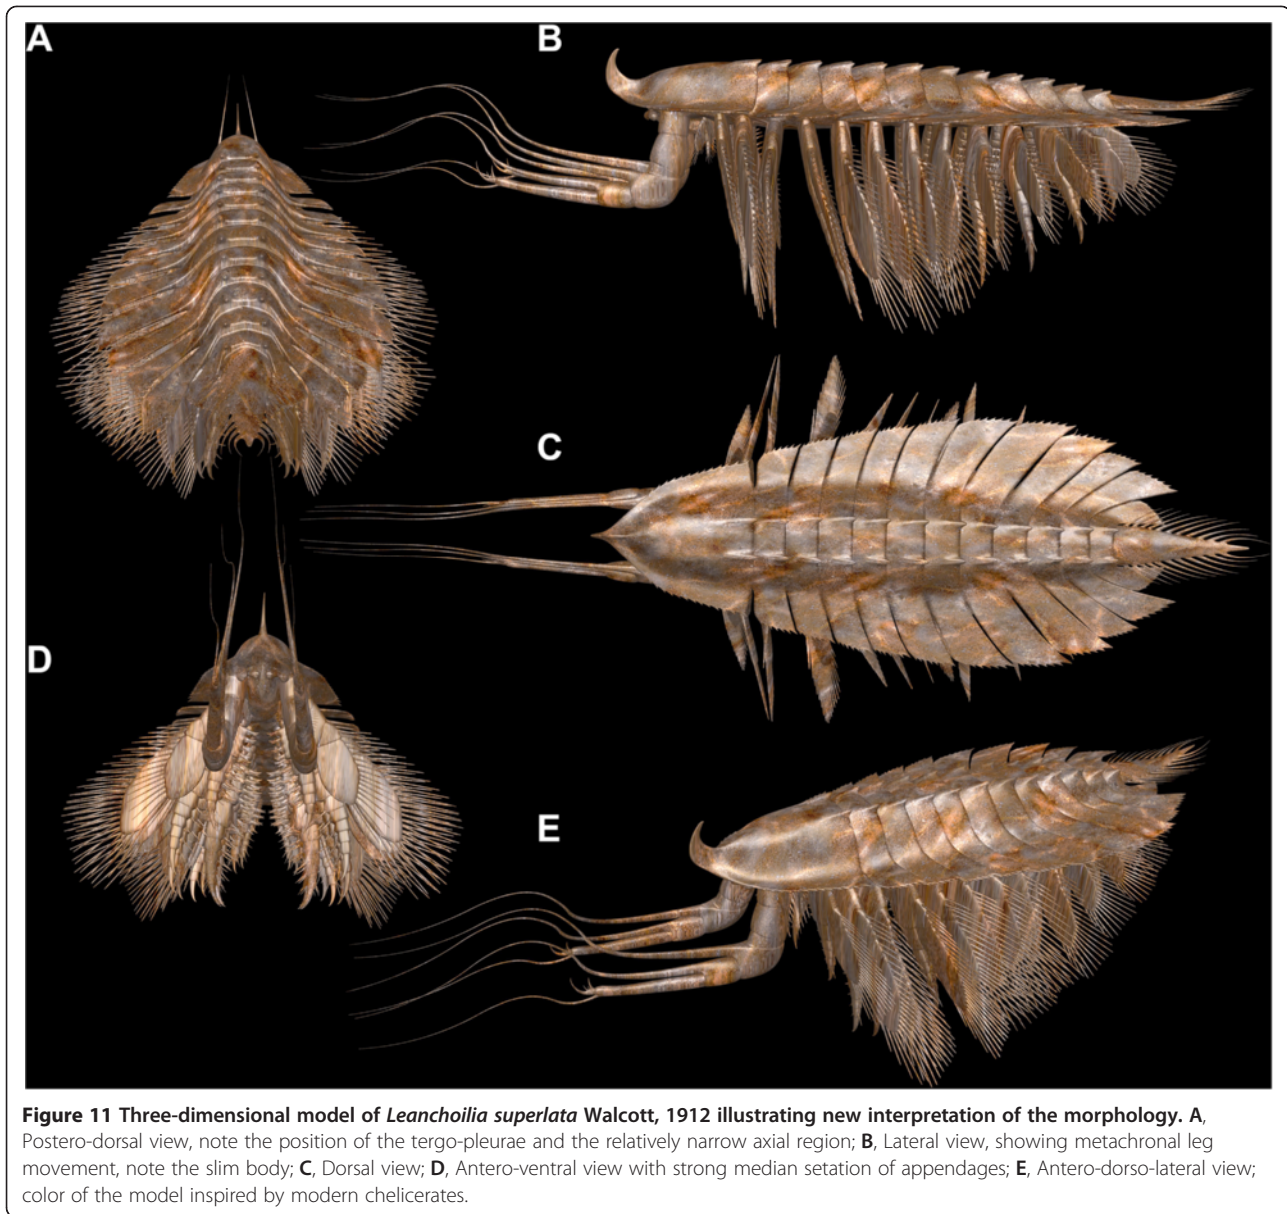 A
B
C
D
E
Figure 11 Three-dimensional model of Leanchoilia superlata Walcott, 1912 illustrating new interpretation of the morphology. A,
Postero-dorsal view, note the position of the tergo-pleurae and the relatively narrow axial region; B, Lateral view, showing metachronal leg
movement, note the slim body; C, Dorsal view; D, Antero-ventral view with strong median setation of appendages; E, Antero-dorso-lateral view;
color of the model inspired by modern chelicerates.